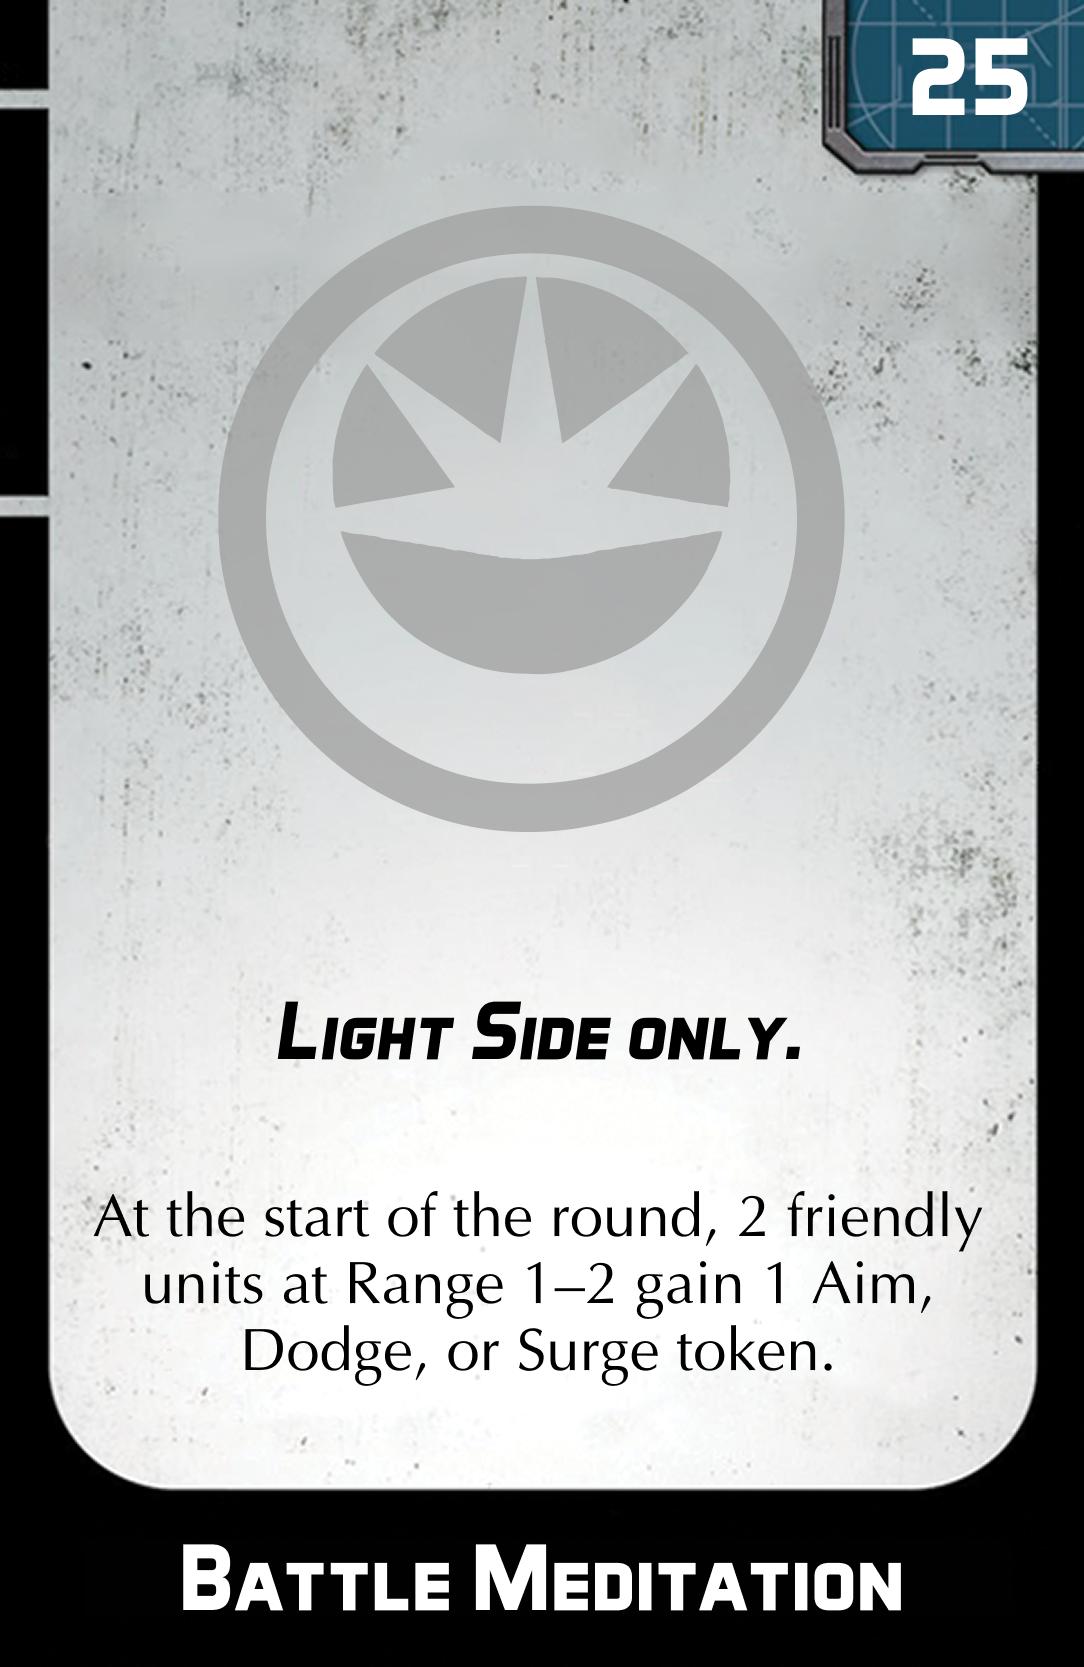 25
Light Side only.
At the start of the round, 2 friendly
units at Range 1–2 gain 1 Aim,
Dodge, or Surge token.
Battle Meditation